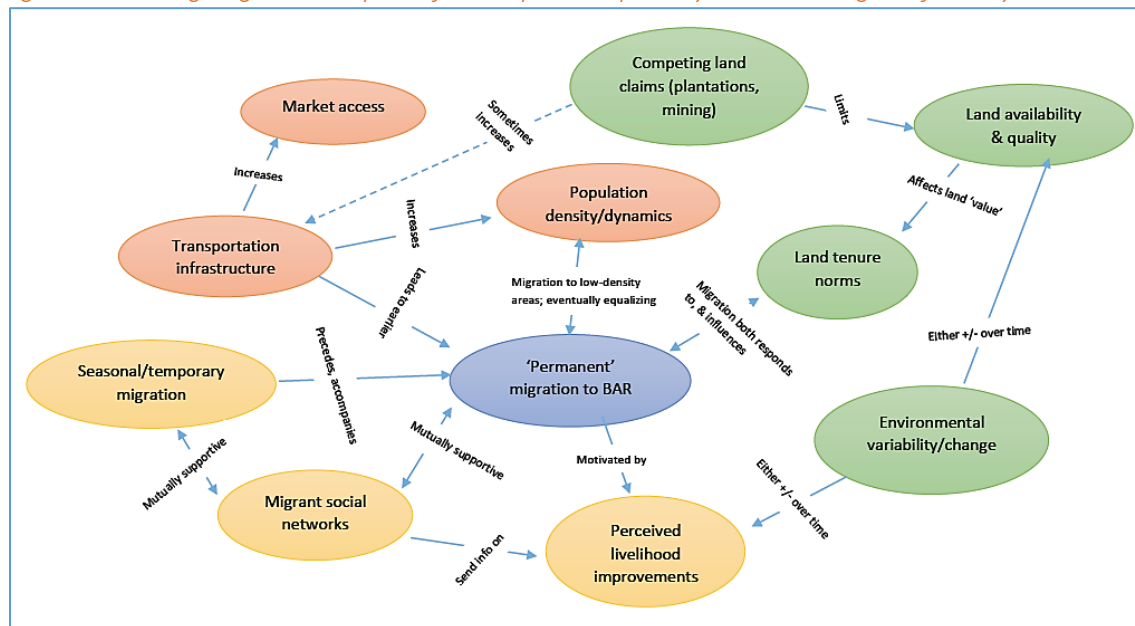 Competing land
claims (plantations,
mining)
Market access
Sometimes
Increases
Limits
Land availability
& quality
Increases
Population
density/dynamics
Affects land 'value'
Transportation
infrastructure
Increases
Land tenure
norms
Leads to earlier
Migration to low-density
areas; eventually equalizing
Migration both responds
to, & influences
Either +/- over time
Seasonal/temporary
migration
Precedes, accompanies
'Permanent'
migration to BAR
Environmental
variability/change
Mutually supportive
Mutually supportive
Motivated by
Either +/- over time
Migrant social
networks
Send info on
Perceived
livelihood
improvements